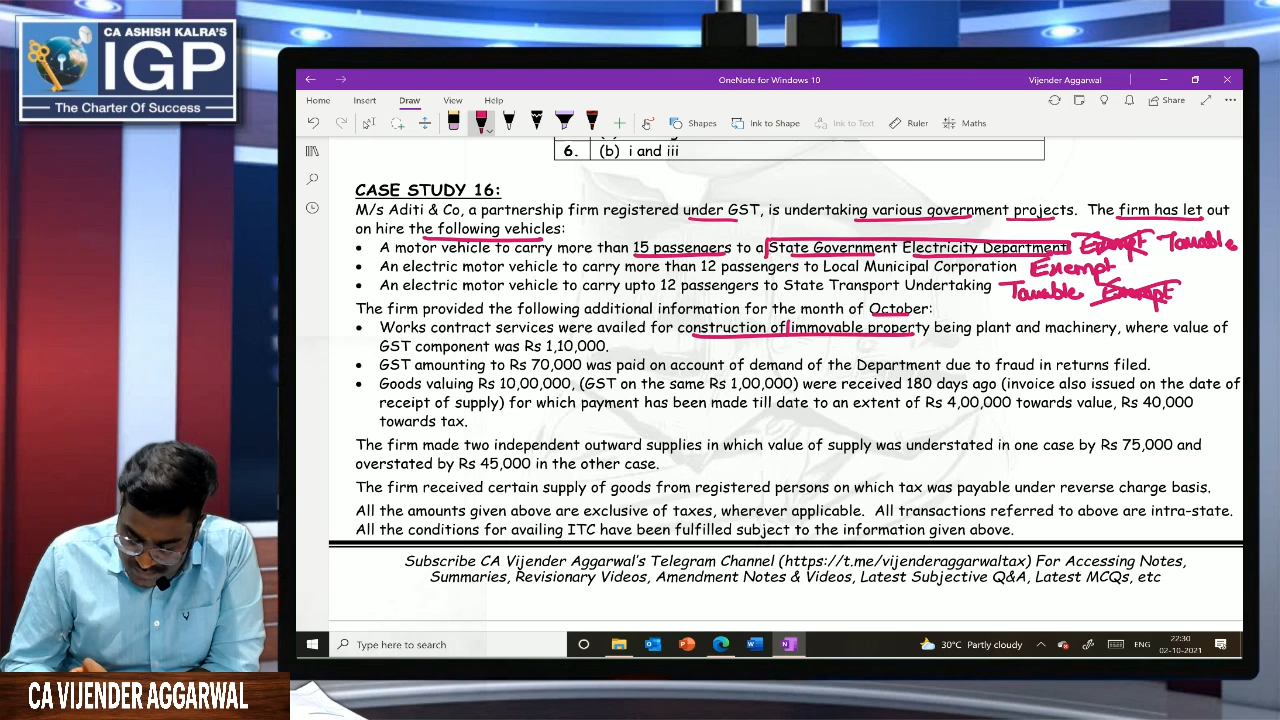 CA ASHISH KALRA'S
IGP
The Charter Of Success
OneNote for Windows 10
Vijender Aggarwal
Home Insert Draw View Help
Share
Shapes Ink to Shape Ink to Text Ruler Maths
6. (b) i and iii
CASE STUDY 16:
M/s Aditi & Co, a partnership firm registered under GST, is undertaking various government projects. The firm has let out
on hire the following vehicles:
• A motor vehicle to carry more than 15 passengers to a State Government Electricity Department Exempt Taxable
• An electric motor vehicle to carry more than 12 passengers to Local Municipal Corporation Exempt
• An electric motor vehicle to carry upto 12 passengers to State Transport Undertaking Taxable Exempt
The firm provided the following additional information for the month of October:
• Works contract services were availed for construction of immovable property being plant and machinery, where value of
GST component was Rs 1,10,000.
• GST amounting to Rs 70,000 was paid on account of demand of the Department due to fraud in returns filed.
• Goods valuing Rs 10,00,000, (GST on the same Rs 1,00,000) were received 180 days ago (invoice also issued on the date of
receipt of supply) for which payment has been made till date to an extent of Rs 4,00,000 towards value, Rs 40,000
towards tax.
The firm made two independent outward supplies in which value of supply was understated in one case by Rs 75,000 and
overstated by Rs 45,000 in the other case.
The firm received certain supply of goods from registered persons on which tax was payable under reverse charge basis.
All the amounts given above are exclusive of taxes, wherever applicable. All transactions referred to above are intra-state.
All the conditions for availing ITC have been fulfilled subject to the information given above.
Subscribe CA Vijender Aggarwal's Telegram Channel (https://t.me/vijenderaggarwaltax) For Accessing Notes,
Summaries, Revisionary Videos, Amendment Notes & Videos, Latest Subjective Q&A, Latest MCQs, etc
Type here to search
30°C Partly cloudy
ENG
22:30
02-10-2021
CA VIJENDER AGGARWAL